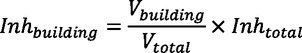 Inh_building = V_building / V_total × Inh_total